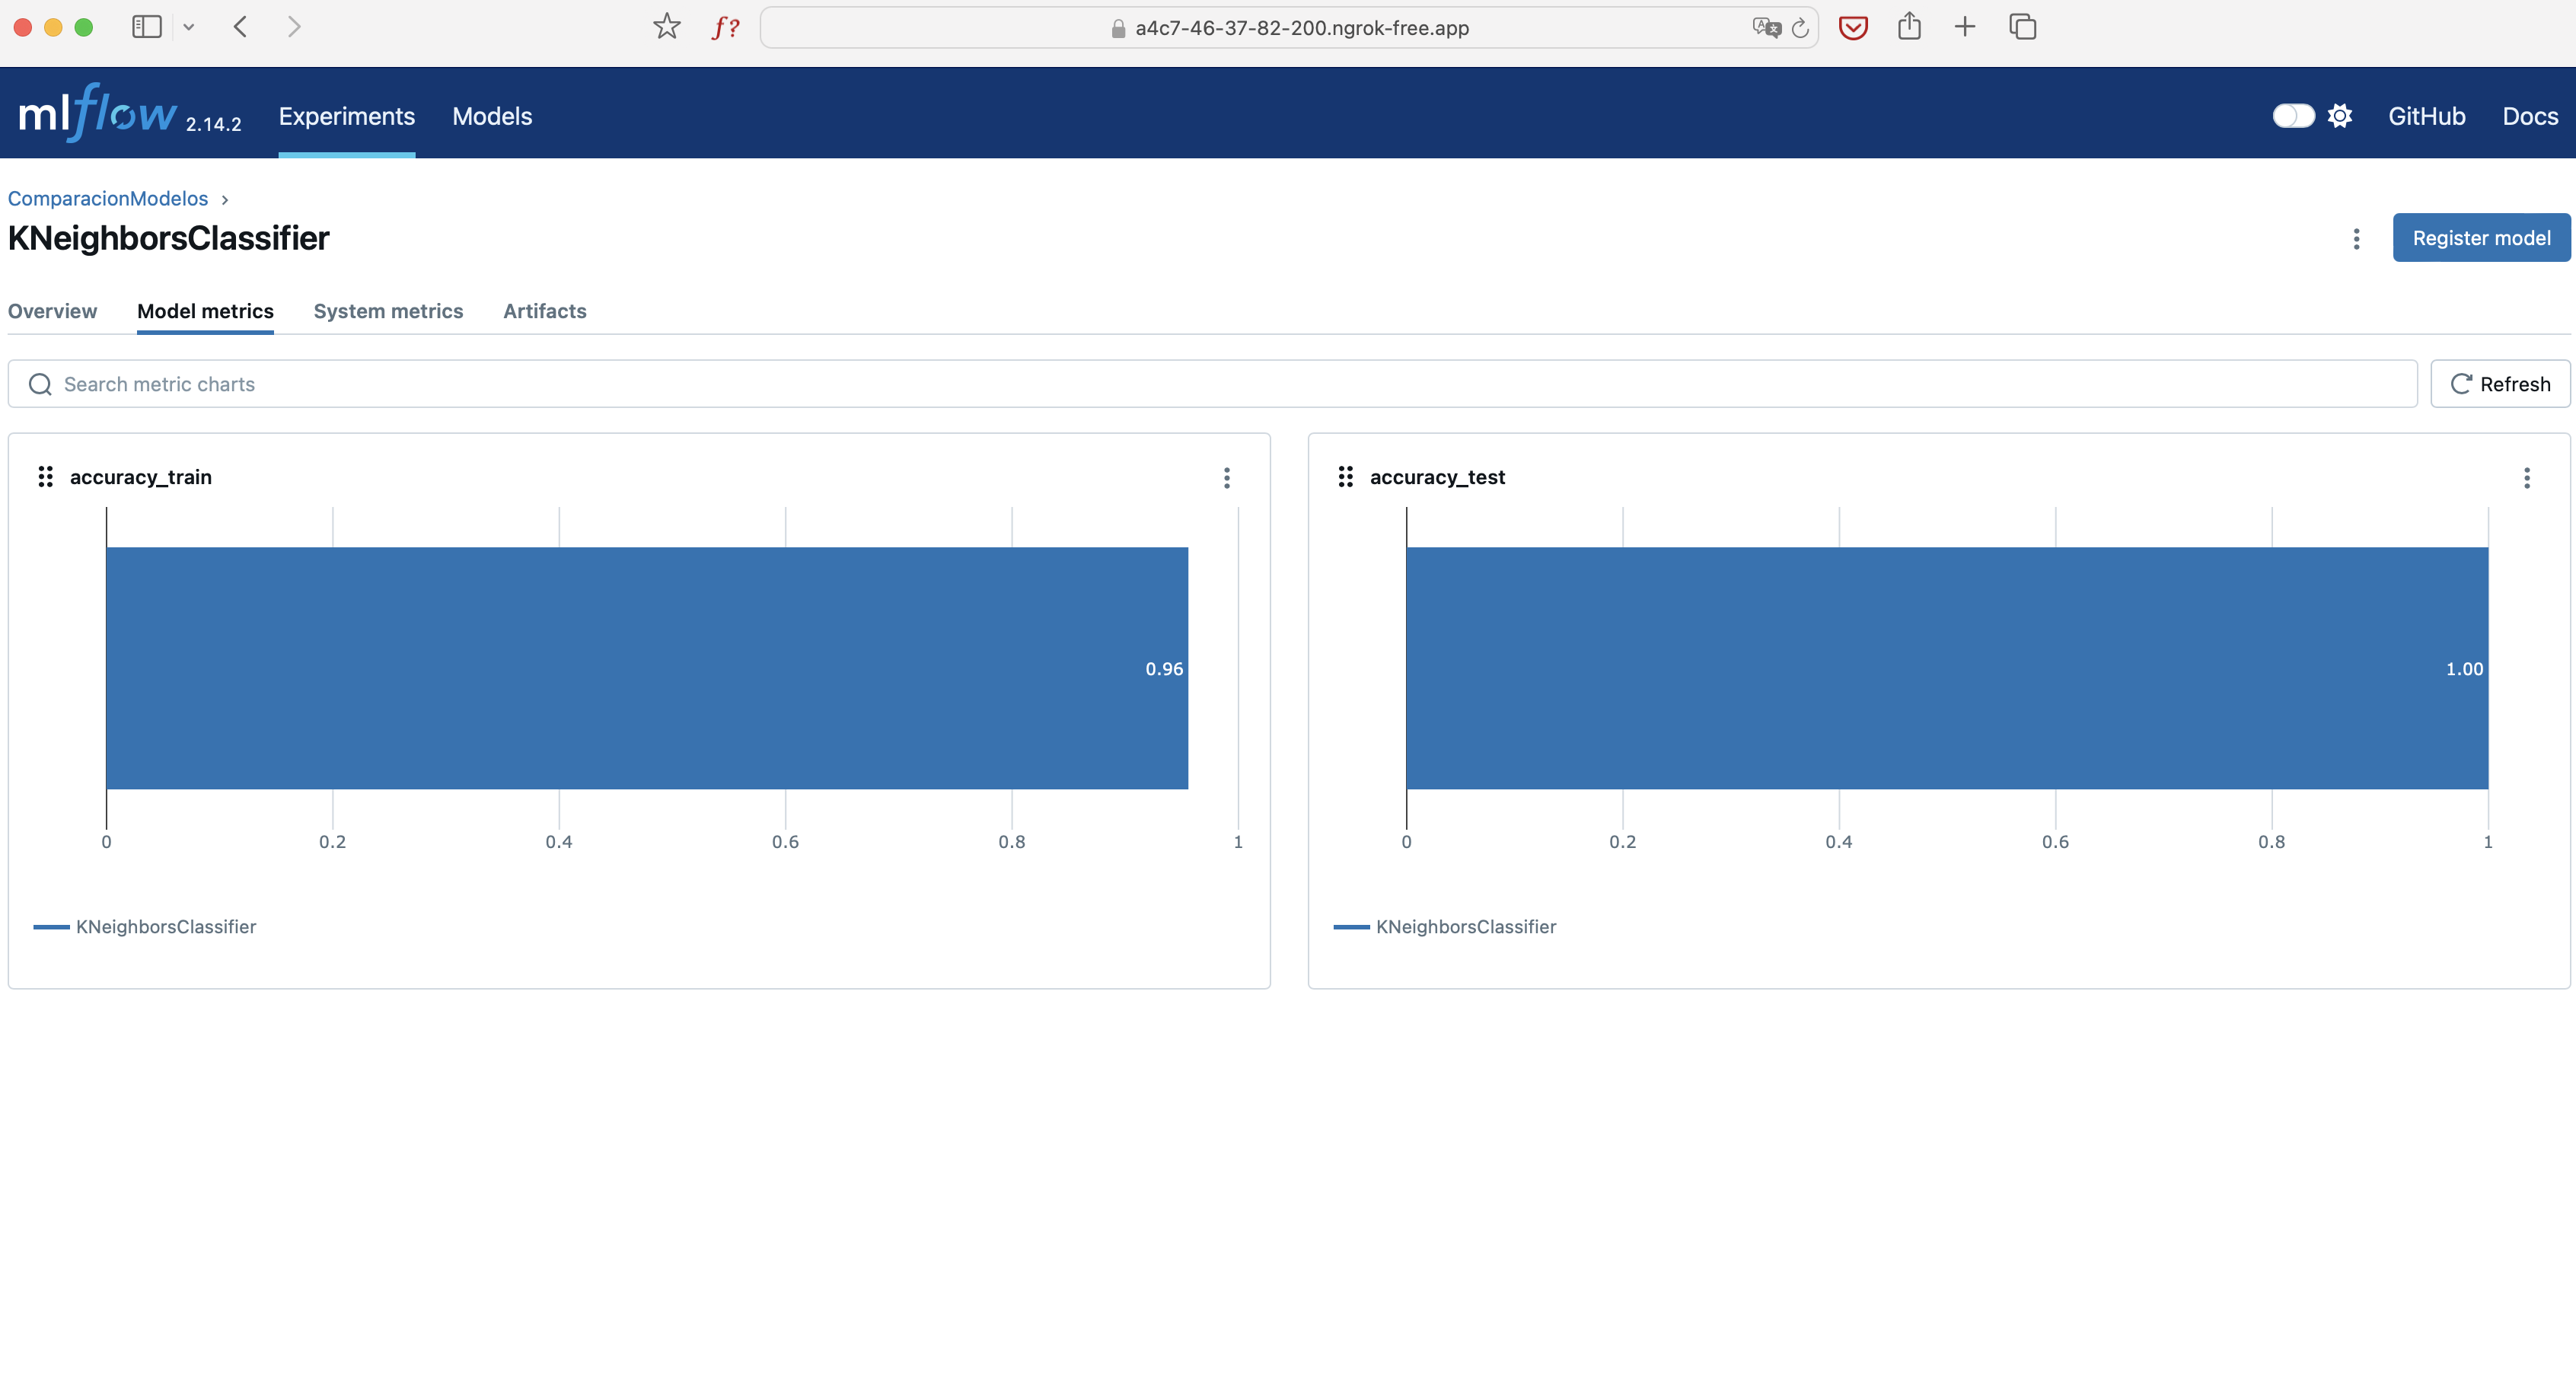 ƒ? a4c7-46-37-82-200.ngrok-free.app
mlflow 2.14.2 Experiments Models GitHub Docs
ComparacionModelos ›
KNeighborsClassifier
Register model
Overview Model metrics System metrics Artifacts
Search metric charts
Refresh
accuracy_train
0.96
0 0.2 0.4 0.6 0.8 1
KNeighborsClassifier
accuracy_test
1.00
0 0.2 0.4 0.6 0.8 1
KNeighborsClassifier